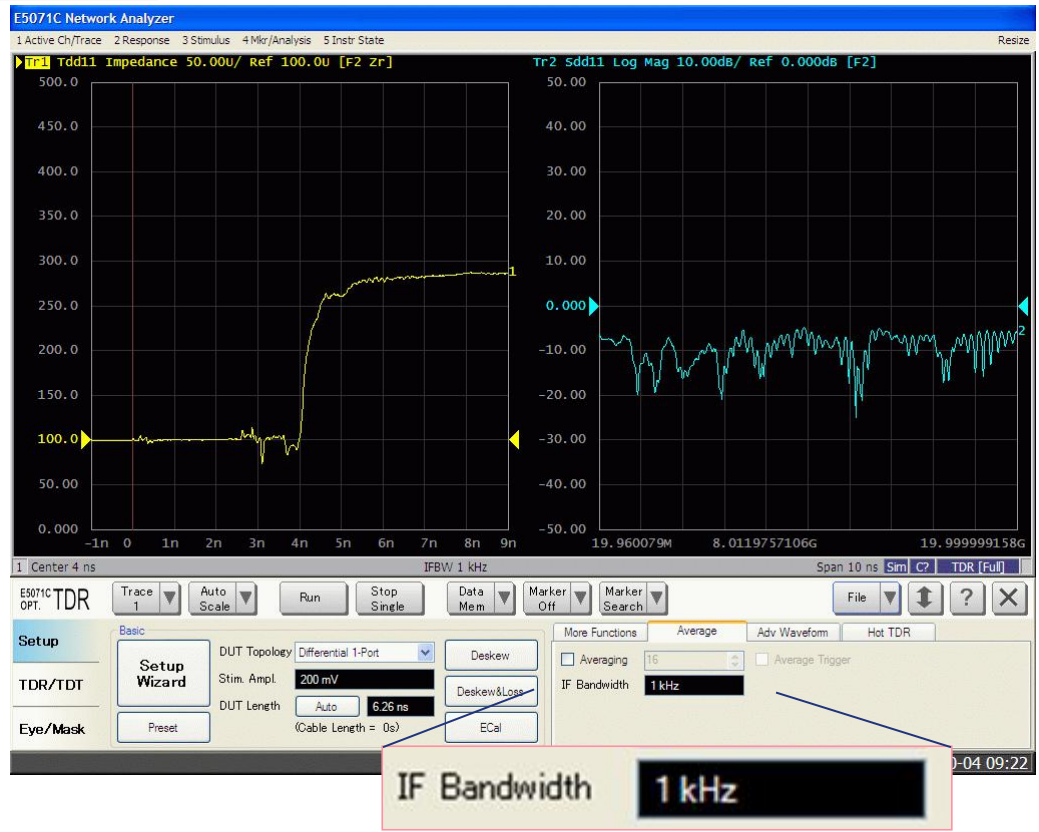 E5071C Network Analyzer
1 Active Ch/Trace 2 Response 3 Stimulus 4 Mkr/Analysis 5 Instr State Resize
Tr1 Tdd11 Impedance 50.00U/ Ref 100.0U [F2 Zr]
500.0
450.0
400.0
350.0
300.0
250.0
200.0
150.0
100.0
50.00
0.000
-1n 0 1n 2n 3n 4n 5n 6n 7n 8n 9n
1
Tr2 Sdd11 Log Mag 10.00dB/ Ref 0.000dB [F2]
50.00
40.00
30.00
20.00
10.00
0.000
-10.00
-20.00
-30.00
-40.00
-50.00
19.960079M 8.0119757106G 19.999999158G
2
1 Center 4 ns IFBW 1 kHz Span 10 ns Sim C? TDR [Full]
E5071C OPT. TDR
Trace 1
Auto Scale
Run
Stop Single
Data Mem
Marker Off
Marker Search
File
?
X
Setup
TDR/TDT
Eye/Mask
Basic
Setup Wizard
Preset
DUT Topology Differential 1-Port
Stim. Ampl. 200 mV
DUT Length Auto 6.26 ns
(Cable Length = 0s)
Deskew
Deskew&Loss
ECal
More Functions Average Adv Waveform Hot TDR
Averaging 16 Average Trigger
IF Bandwidth 1 kHz
-04 09:22
IF Bandwidth 1 kHz